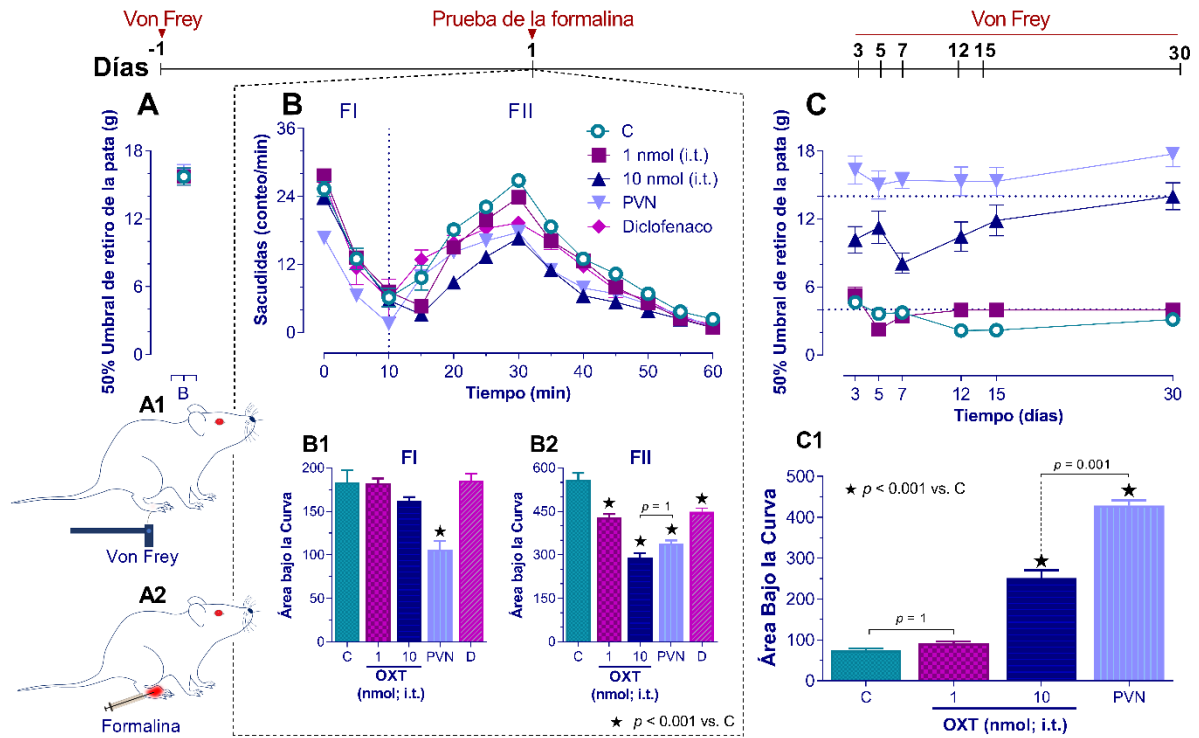 Von Frey
Prueba de la formalina
Von Frey
-1
1
3
5
7
12
15
30
Días
A
50% Umbral de retiro de la pata (g)
18
12
6
0
B
A1
Von Frey
A2
Formalina
B
FI
FII
Sacudidas (conteo/min)
36
24
12
0
0
10
20
30
40
50
60
Tiempo (min)
C
1 nmol (i.t.)
10 nmol (i.t.)
PVN
Diclofenaco
B1
FI
Área bajo la Curva
200
150
100
50
0
★
C
1
10
PVN
D
OXT
(nmol; i.t.)
B2
FII
Área bajo la Curva
600
450
300
150
0
★
★
p = 1
★
★
C
1
10
PVN
D
OXT
(nmol; i.t.)
★ p < 0.001 vs. C
C
50% Umbral de retiro de la pata (g)
18
12
6
0
3
5
7
12
15
30
Tiempo (días)
C1
Área Bajo la Curva
500
400
300
200
100
0
★ p < 0.001 vs. C
p = 0.001
★
★
p = 1
C
1
10
PVN
OXT (nmol; i.t.)